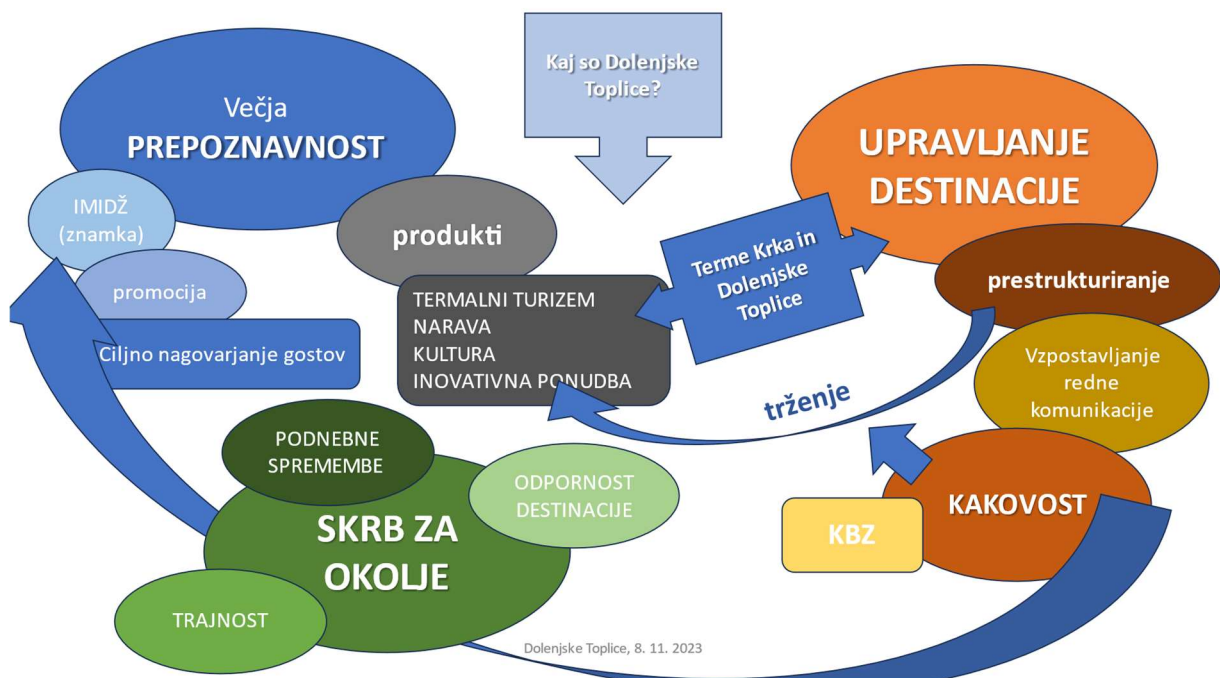 Kaj so Dolenjske
Toplice?
Večja
PREPOZNAVNOST
IMIDŽ
(znamka)
promocija
Ciljno nagovarjanje gostov
produkti
TERMALNI TURIZEM
NARAVA
KULTURA
INOVATIVNA PONUDBA
Terme Krka in
Dolenjske
Toplice
UPRAVLJANJE
DESTINACIJE
prestrukturiranje
Vzpostavljanje
redne
komunikacije
trženje
KAKOVOST
KBZ
PODNEBNE
SPREMEMBE
ODPORNOST
DESTINACIJE
SKRB ZA
OKOLJE
TRAJNOST
Dolenjske Toplice, 8. 11. 2023